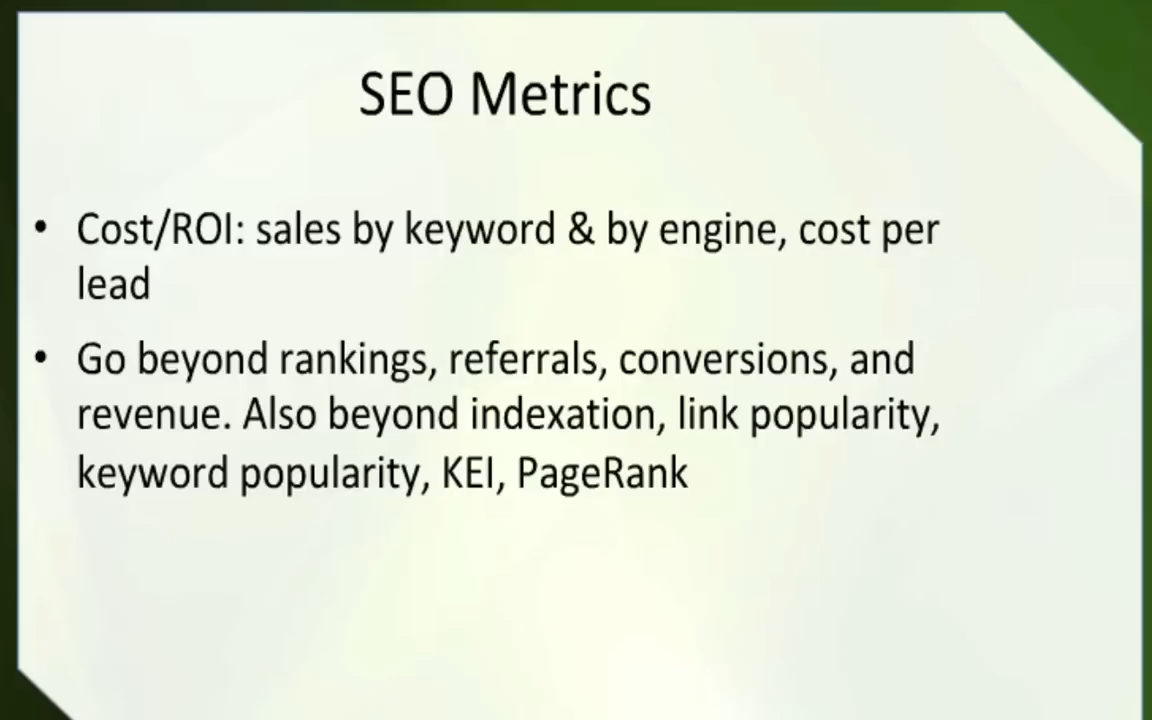 SEO Metrics
• Cost/ROI: sales by keyword & by engine, cost per
lead
• Go beyond rankings, referrals, conversions, and
revenue. Also beyond indexation, link popularity,
keyword popularity, KEI, PageRank